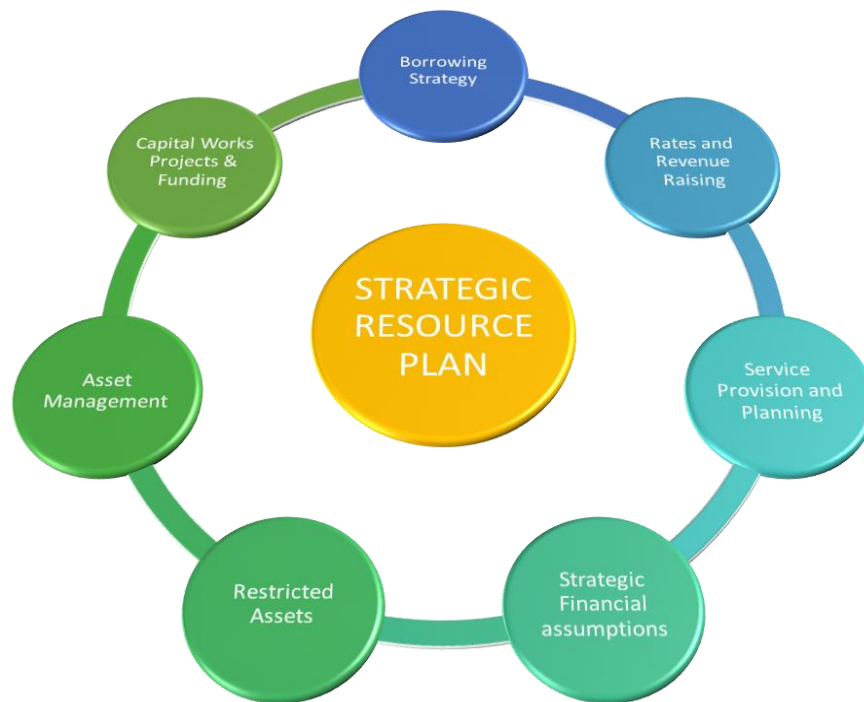 Borrowing
Strategy
Rates and
Revenue
Raising
Service
Provision and
Planning
Strategic
Financial
assumptions
Restricted
Assets
Asset
Management
Capital Works
Projects &
Funding
STRATEGIC
RESOURCE
PLAN